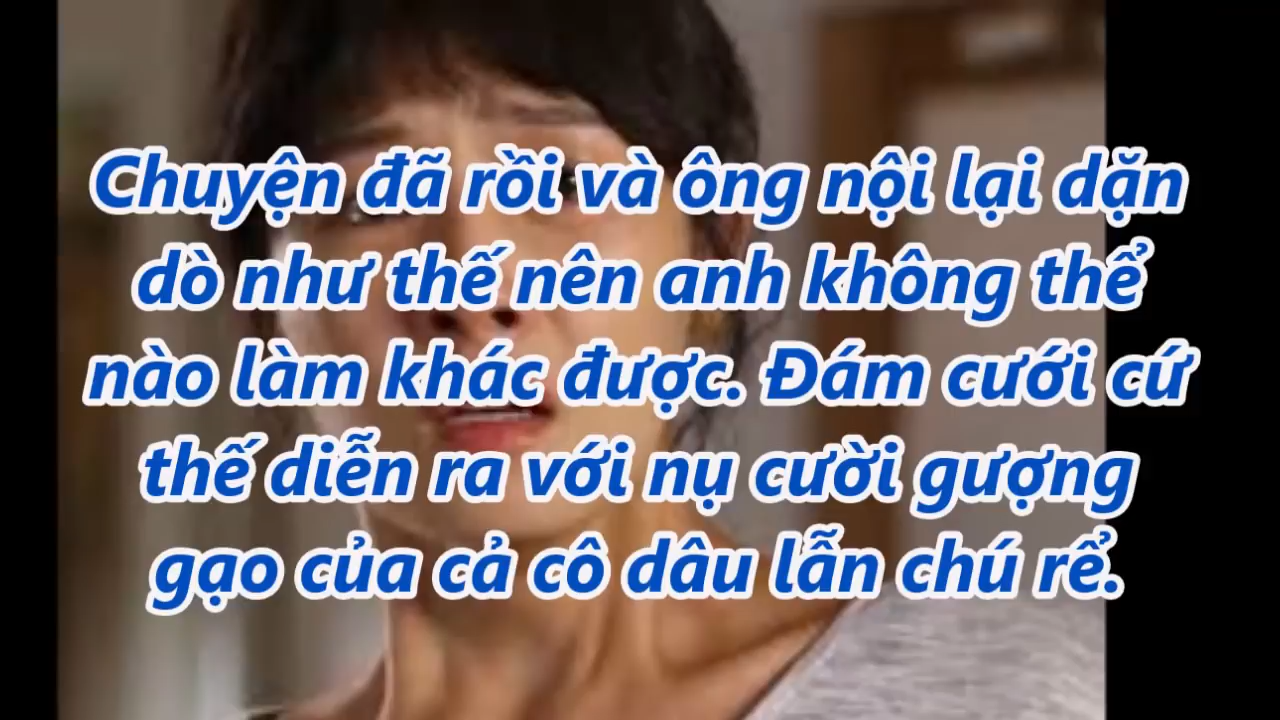 Chuyện đã rồi và ông nội lại dặn
dò như thế nên anh không thể
nào làm khác được. Đám cưới cứ
thế diễn ra với nụ cười gượng
gạo của cả cô dâu lẫn chú rể.